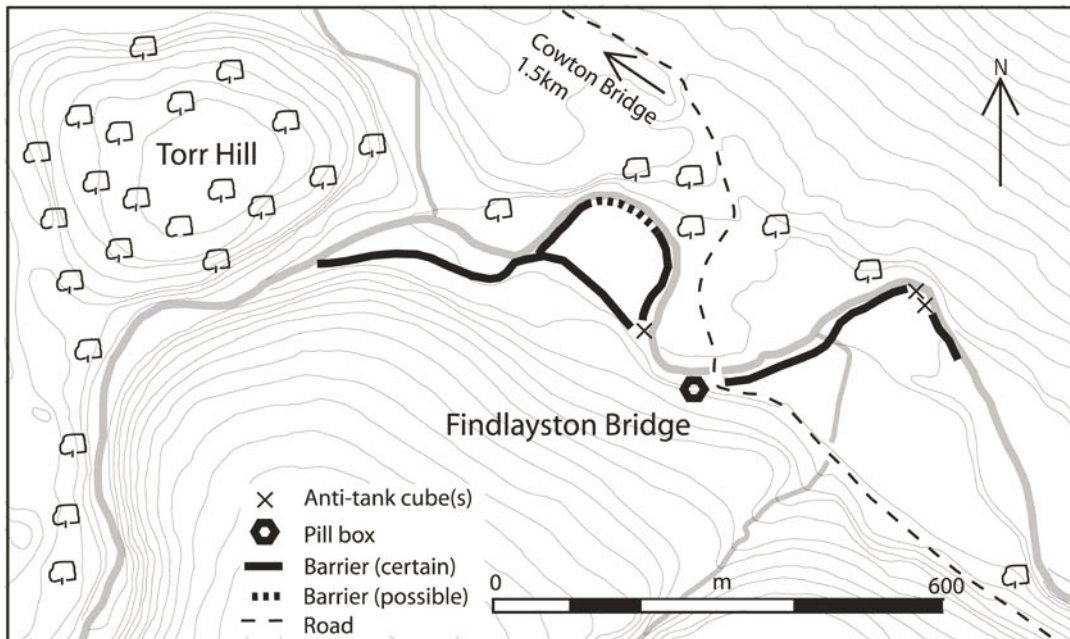 Cowton Bridge
1.5km
N
Torr Hill
Findlayston Bridge
Anti-tank cube(s)
Pill box
Barrier (certain)
Barrier (possible)
Road
0 m 600